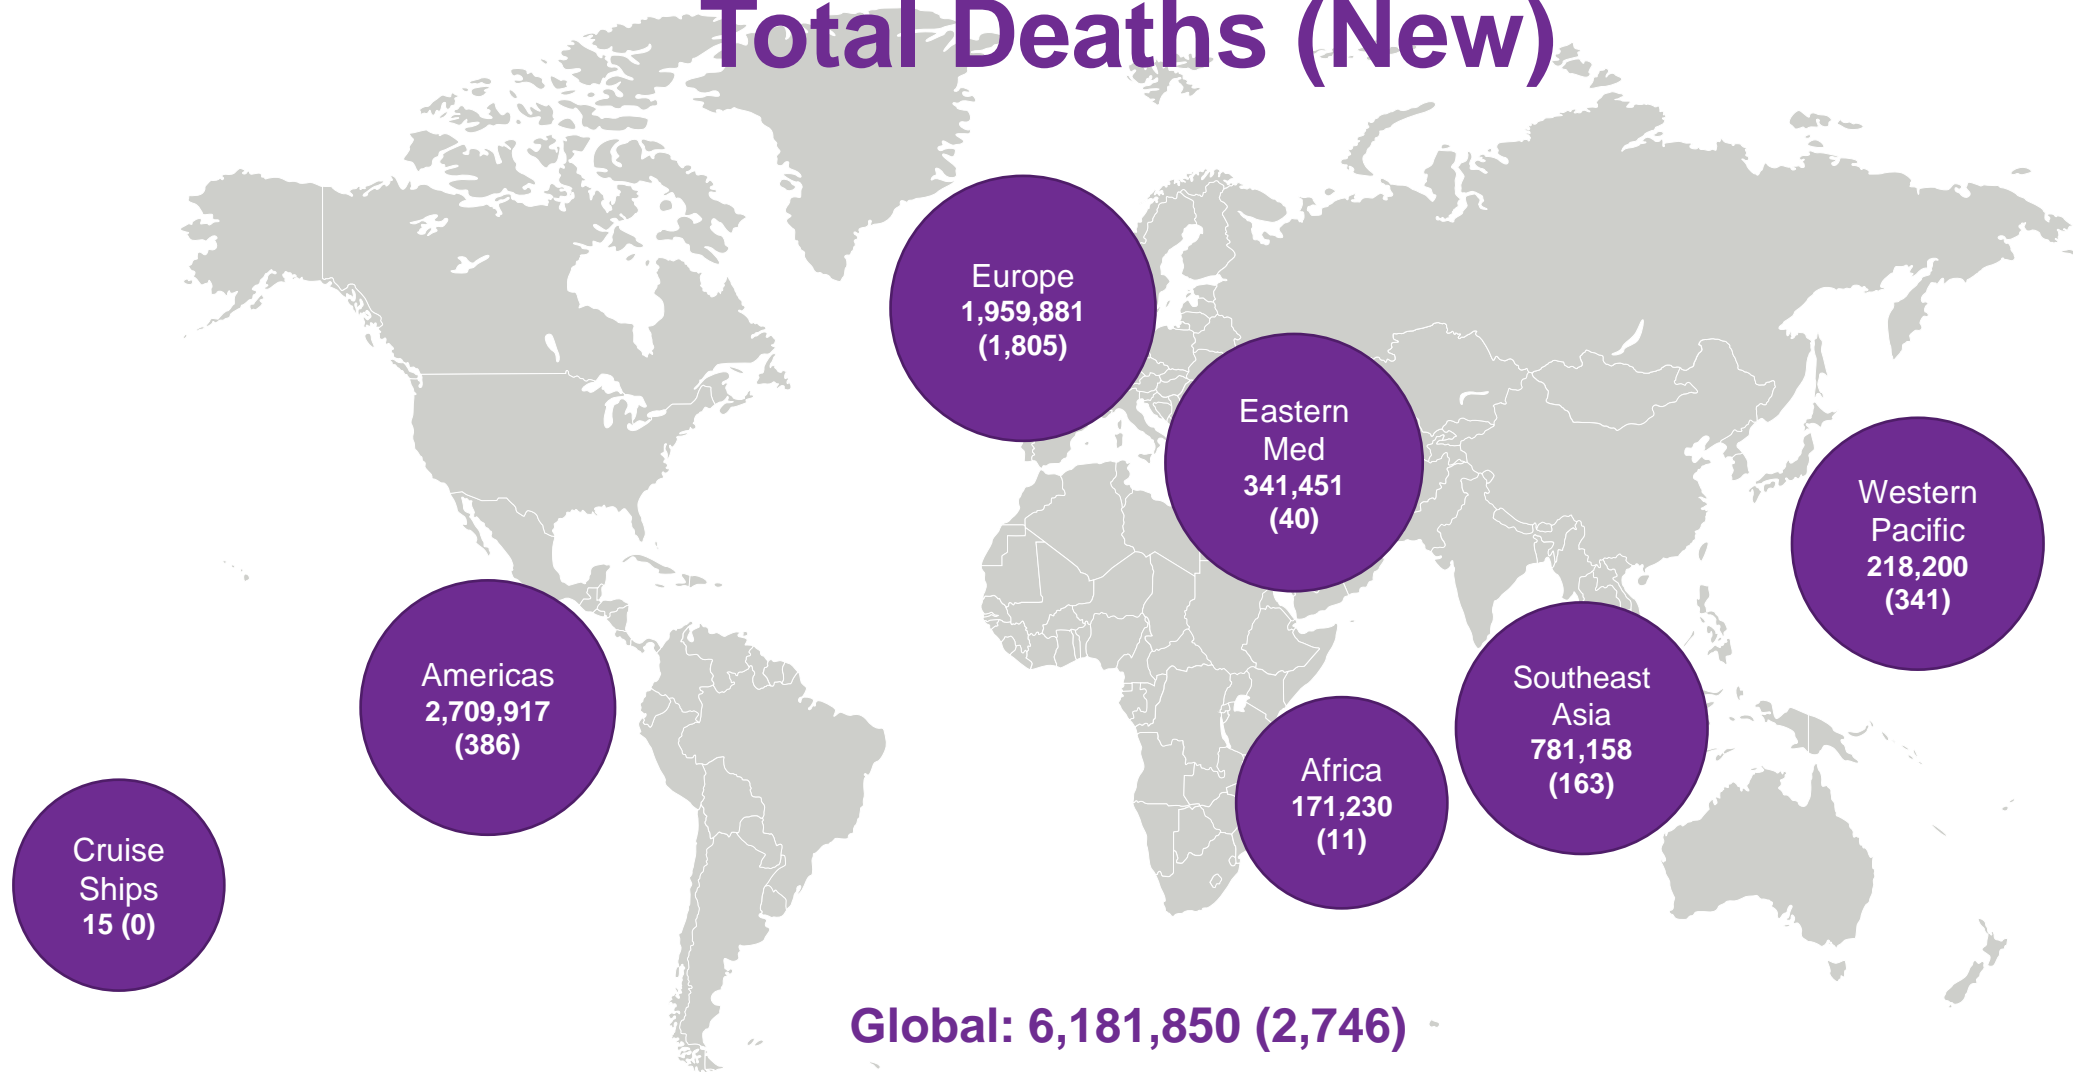 Total Deaths (New)
Europe
1,959,881
(1,805)
Eastern
Med
341,451
(40)
Western
Pacific
218,200
(341)
Americas
2,709,917
(386)
Southeast
Asia
781,158
(163)
Africa
171,230
(11)
Cruise
Ships
15 (0)
Global: 6,181,850 (2,746)